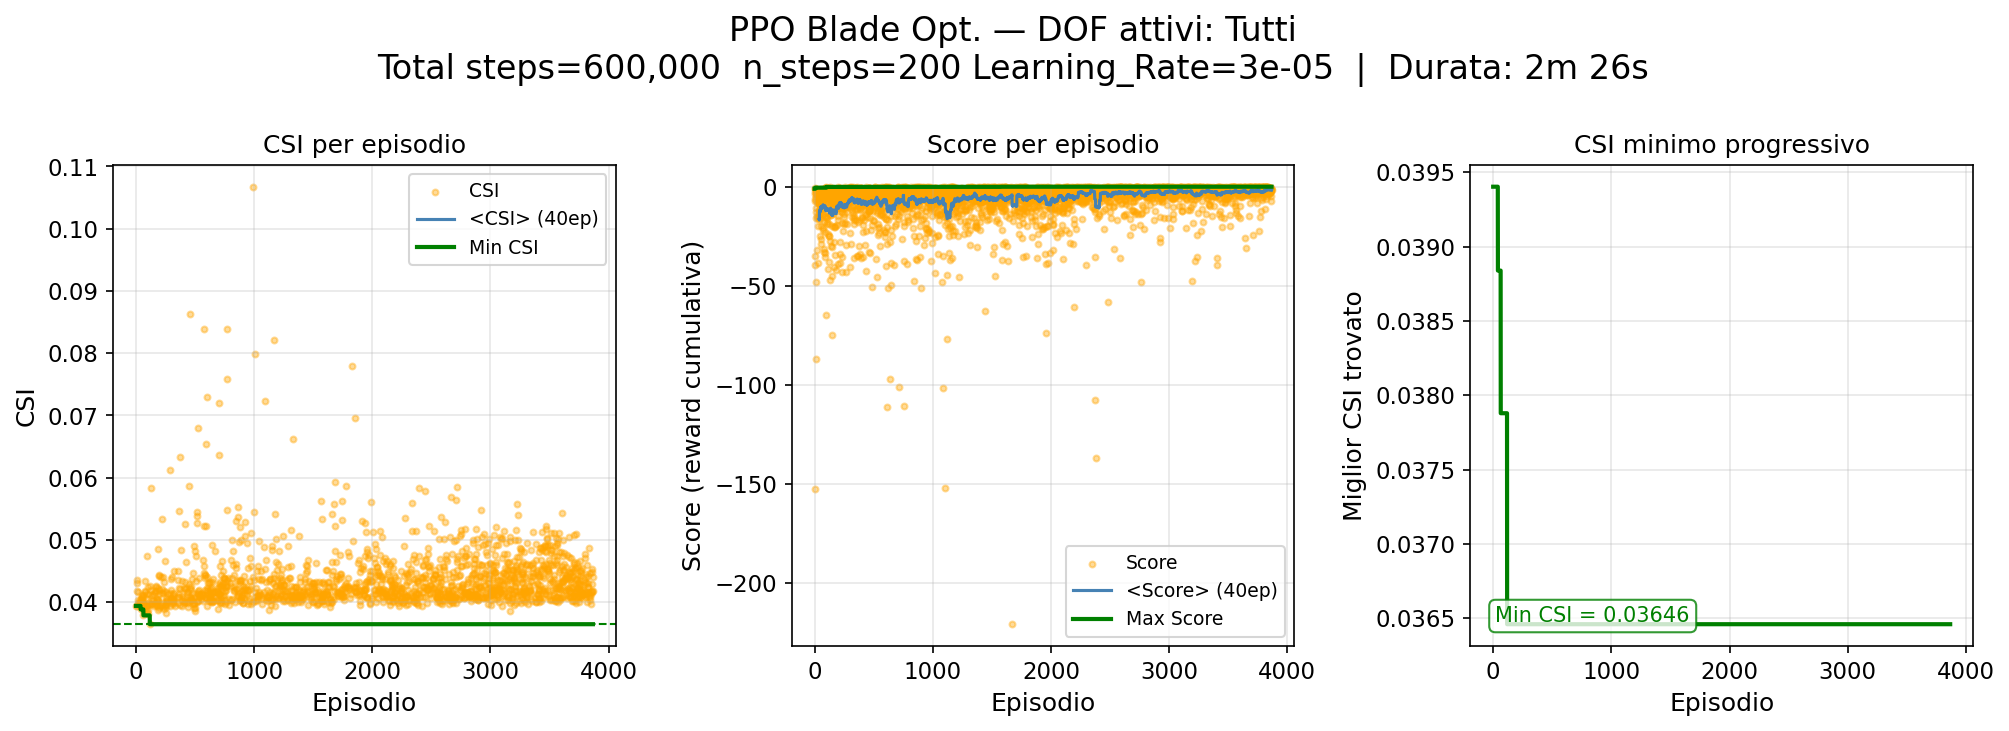 PPO Blade Opt. — DOF attivi: Tutti
Total steps=600,000  n_steps=200 Learning_Rate=3e-05  |  Durata: 2m 26s
CSI per episodio
CSI
0.11
0.10
0.09
0.08
0.07
0.06
0.05
0.04
0
1000
2000
3000
4000
Episodio
CSI
<CSI> (40ep)
Min CSI
Score per episodio
Score (reward cumulativa)
0
−50
−100
−150
−200
0
1000
2000
3000
4000
Episodio
Score
<Score> (40ep)
Max Score
CSI minimo progressivo
Miglior CSI trovato
0.0395
0.0390
0.0385
0.0380
0.0375
0.0370
0.0365
Min CSI = 0.03646
0
1000
2000
3000
4000
Episodio